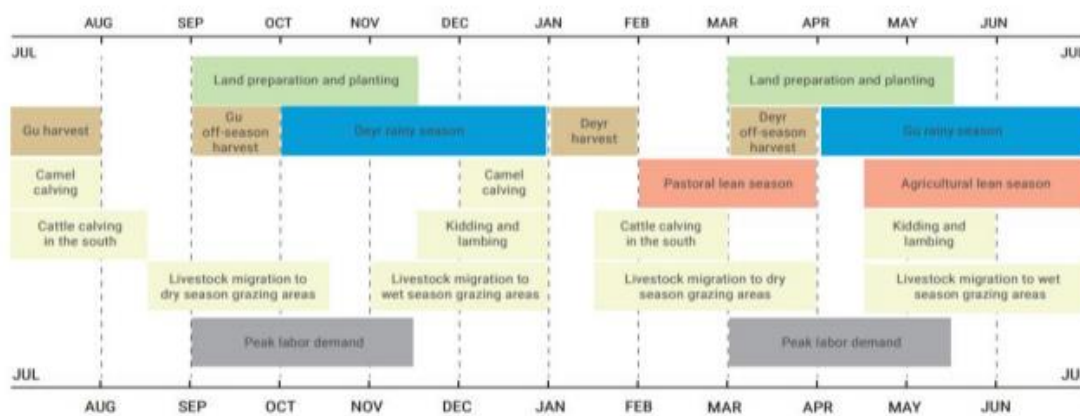 AUG SEP OCT NOV DEC JAN FEB MAR APR MAY JUN
JUL JUL
Land preparation and planting Land preparation and planting
Gu harvest
Gu
off-season
harvest
Deyr rainy season
Deyr
harvest
Deyr
off-season
harvest
Gu rainy season
Camel
calving
Camel
calving
Pastoral lean season
Agricultural lean season
Cattle calving
in the south
Kidding and
lambing
Cattle calving
in the south
Kidding and
lambing
Livestock migration to
dry season grazing areas
Livestock migration to
wet season grazing areas
Livestock migration to dry
season grazing areas
Livestock migration to wet
season grazing areas
Peak labor demand Peak labor demand
JUL JUL
AUG SEP OCT NOV DEC JAN FEB MAR APR MAY JUN